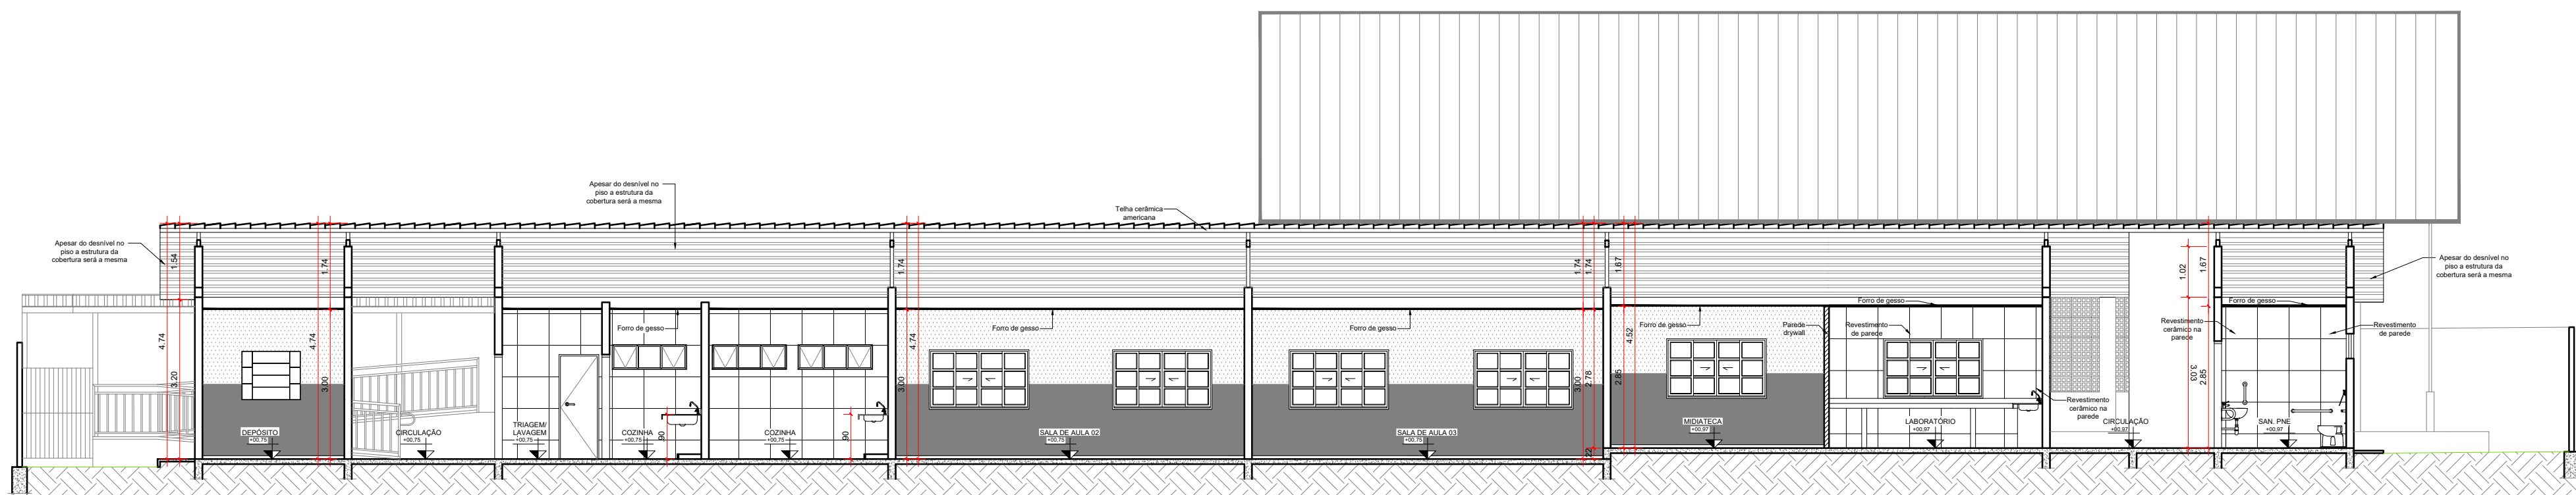 Apesar do desnível no
piso a estrutura da
cobertura será a mesma
Telha cerâmica
americana
Apesar do desnível no
piso a estrutura da
cobertura será a mesma
Apesar do desnível no
piso a estrutura da
cobertura será a mesma
1.54
1.74
1.74
1.74
1.74
1.67
1.02
1.67
4.74
3.20
4.74
3.00
4.74
3.00
3.00
2.78
22
4.52
2.85
3.03
2.85
.90
.90
Forro de gesso
Forro de gesso
Forro de gesso
Forro de gesso
Parede
drywall
Revestimento
de parede
Forro de gesso
Revestimento
cerâmico na
parede
Revestimento
cerâmico na
parede
Forro de gesso
Revestimento
de parede
DEPÓSITO
+00,75
CIRCULAÇÃO
+00,75
TRIAGEM/
LAVAGEM
+00,75
COZINHA
+00,75
COZINHA
+00,75
SALA DE AULA 02
+00,75
SALA DE AULA 03
+00,75
MIDIATECA
+00,97
LABORATÓRIO
+00,97
CIRCULAÇÃO
+00,97
SAN. PNE
+00,97